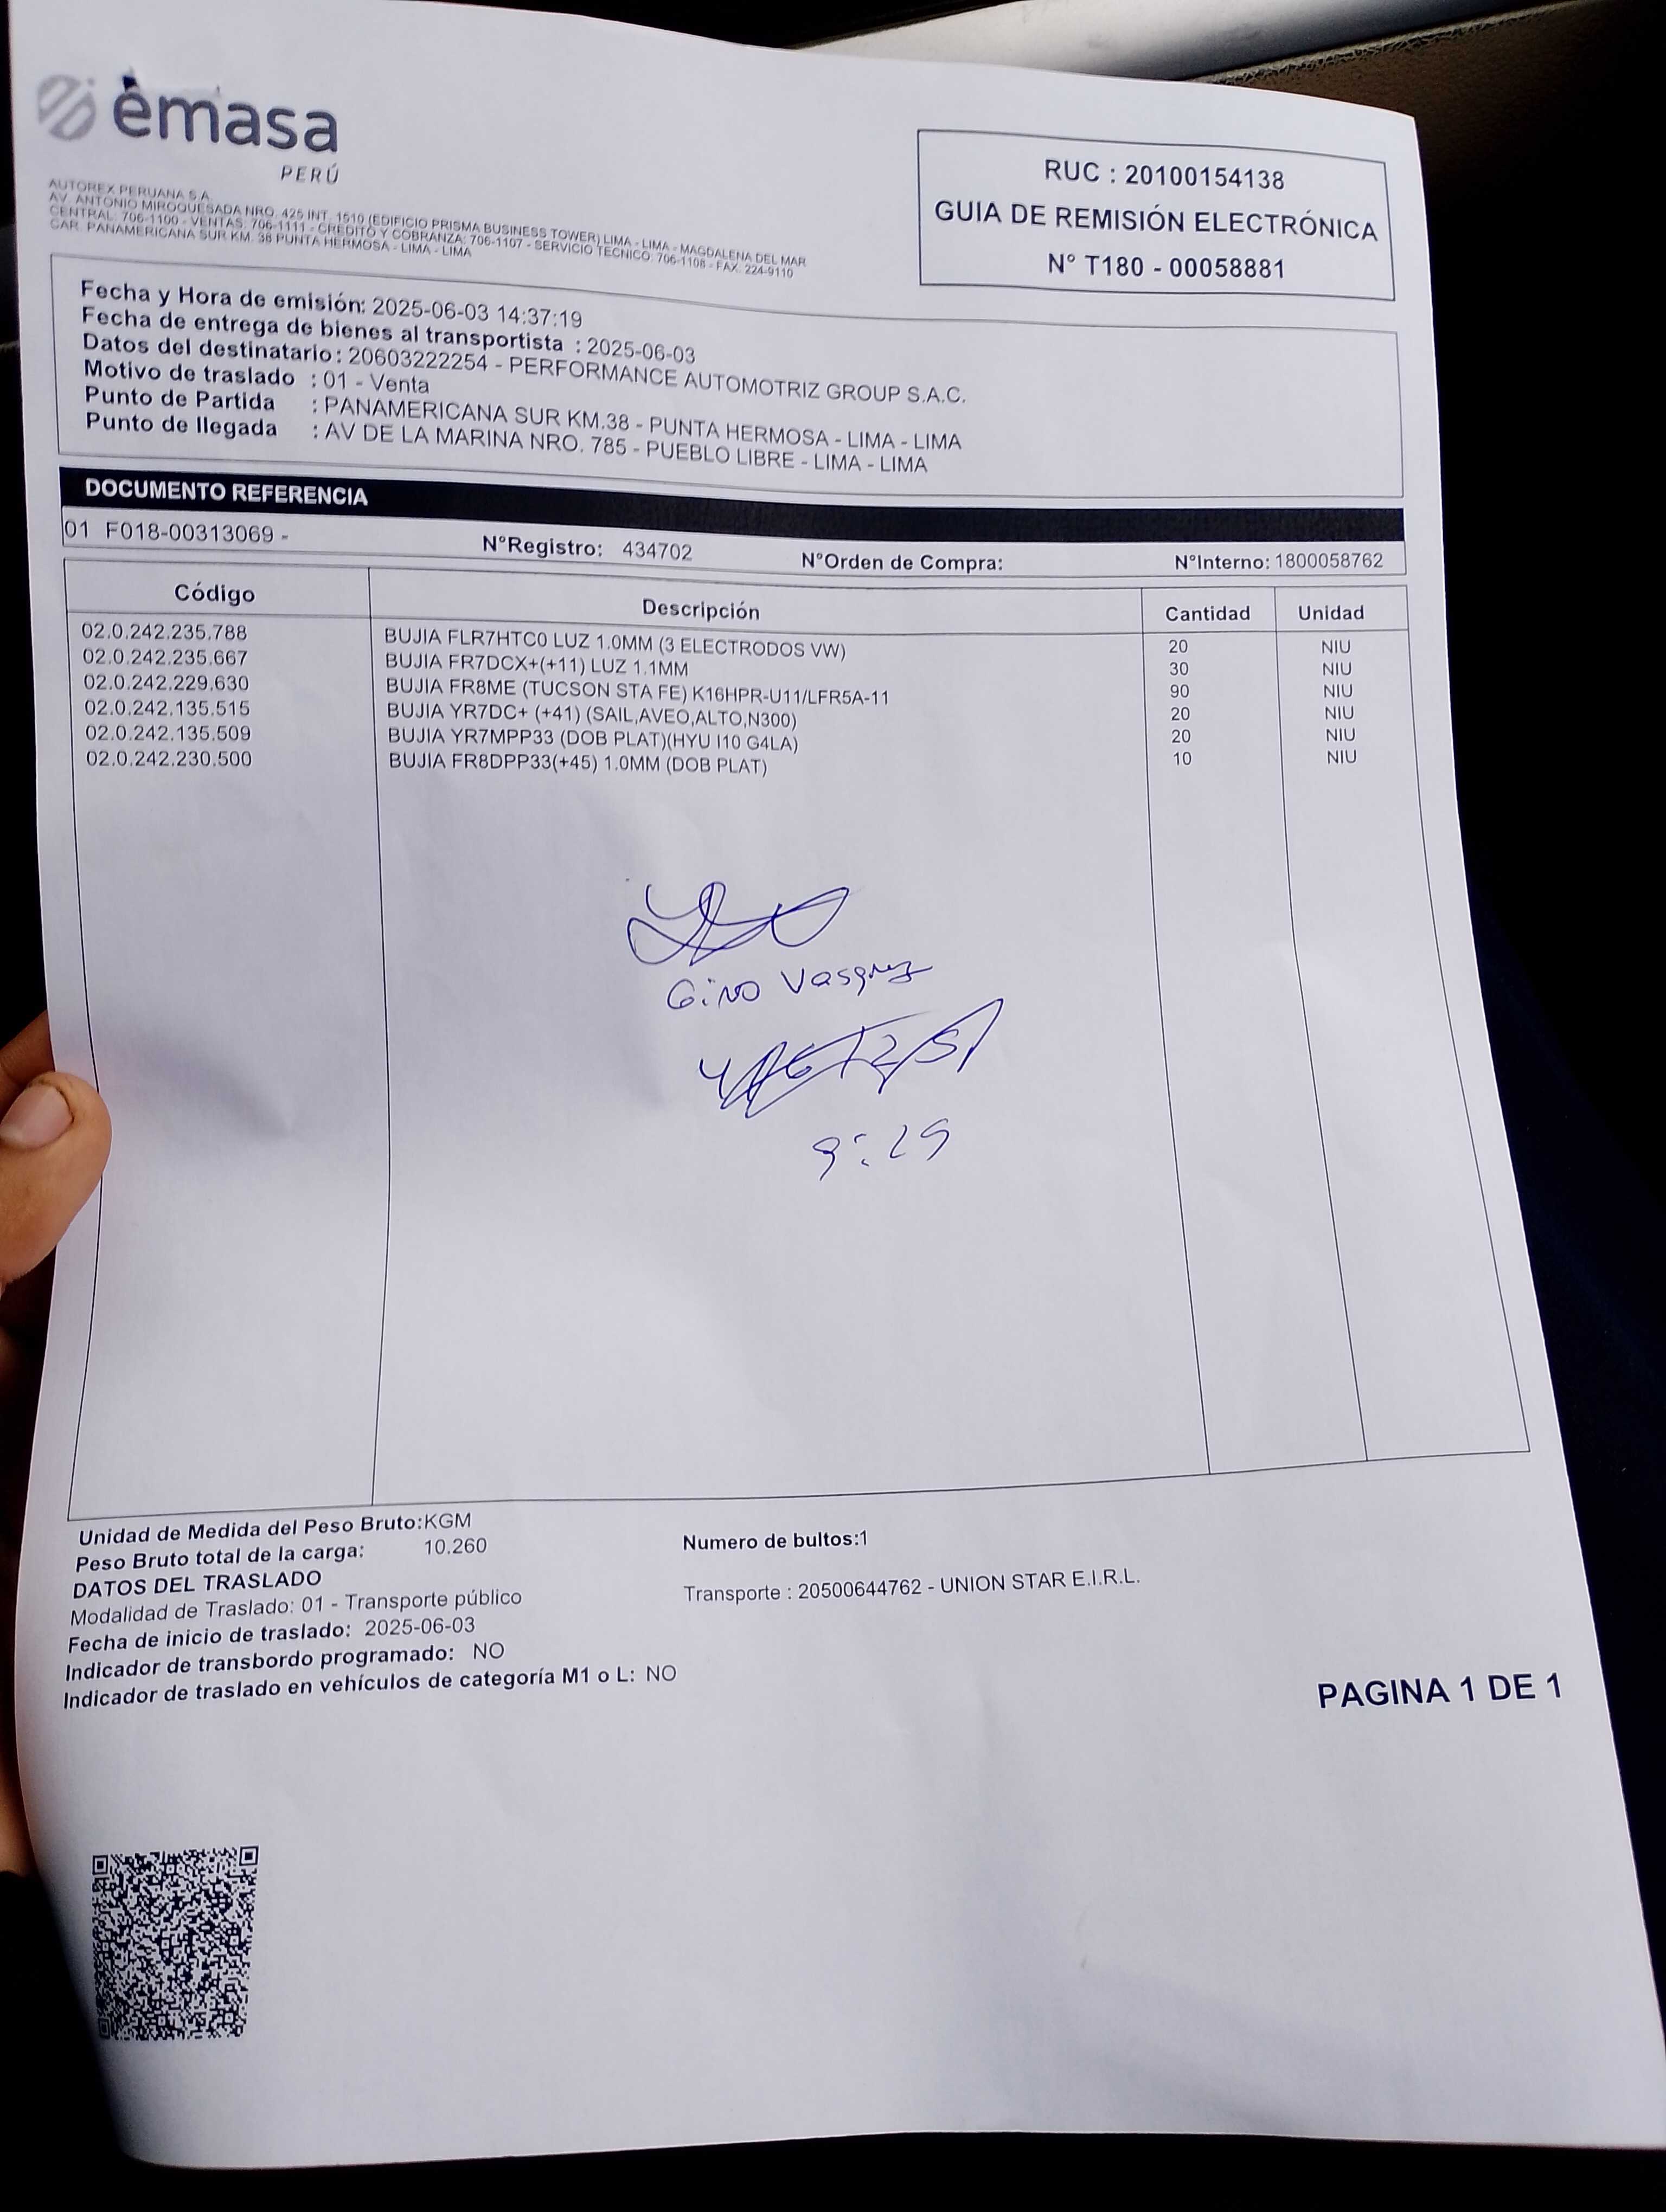 emasa
PERÚ
AUTOREX PERUANA S.A.
AV. ANTONIO MIROQUESADA NRO. 425 INT. 1510 (EDIFICIO PRISMA BUSINESS TOWER) LIMA - LIMA - MAGDALENA DEL MAR
CENTRAL: 706-1100 - VENTAS: 706-1111 - CREDITO Y COBRANZA: 706-1107 - SERVICIO TECNICO: 706-1108 - FAX. 224-9110
CAR. PANAMERICANA SUR KM. 38 PUNTA HERMOSA - LIMA - LIMA
RUC : 20100154138
GUIA DE REMISIÓN ELECTRÓNICA
N° T180 - 00058881
Fecha y Hora de emisión: 2025-06-03 14:37:19
Fecha de entrega de bienes al transportista : 2025-06-03
Datos del destinatario : 20603222254 - PERFORMANCE AUTOMOTRIZ GROUP S.A.C.
Motivo de traslado : 01 - Venta
Punto de Partida : PANAMERICANA SUR KM.38 - PUNTA HERMOSA - LIMA - LIMA
Punto de llegada : AV DE LA MARINA NRO. 785 - PUEBLO LIBRE - LIMA - LIMA
DOCUMENTO REFERENCIA
01 F018-00313069 - N°Registro: 434702 N°Orden de Compra: N°Interno: 1800058762
Código Descripción Cantidad Unidad
02.0.242.235.788 BUJIA FLR7HTC0 LUZ 1.0MM (3 ELECTRODOS VW) 20 NIU
02.0.242.235.667 BUJIA FR7DCX+(+11) LUZ 1.1MM 30 NIU
02.0.242.229.630 BUJIA FR8ME (TUCSON STA FE) K16HPR-U11/LFR5A-11 90 NIU
02.0.242.135.515 BUJIA YR7DC+ (+41) (SAIL,AVEO,ALTO,N300) 20 NIU
02.0.242.135.509 BUJIA YR7MPP33 (DOB PLAT)(HYU I10 G4LA) 20 NIU
02.0.242.230.500 BUJIA FR8DPP33(+45) 1.0MM (DOB PLAT) 10 NIU
Gino Vasquez
9:29
Unidad de Medida del Peso Bruto:KGM
Peso Bruto total de la carga: 10.260 Numero de bultos:1
DATOS DEL TRASLADO
Modalidad de Traslado: 01 - Transporte público Transporte : 20500644762 - UNION STAR E.I.R.L.
Fecha de inicio de traslado: 2025-06-03
Indicador de transbordo programado: NO
Indicador de traslado en vehículos de categoría M1 o L: NO
PAGINA 1 DE 1